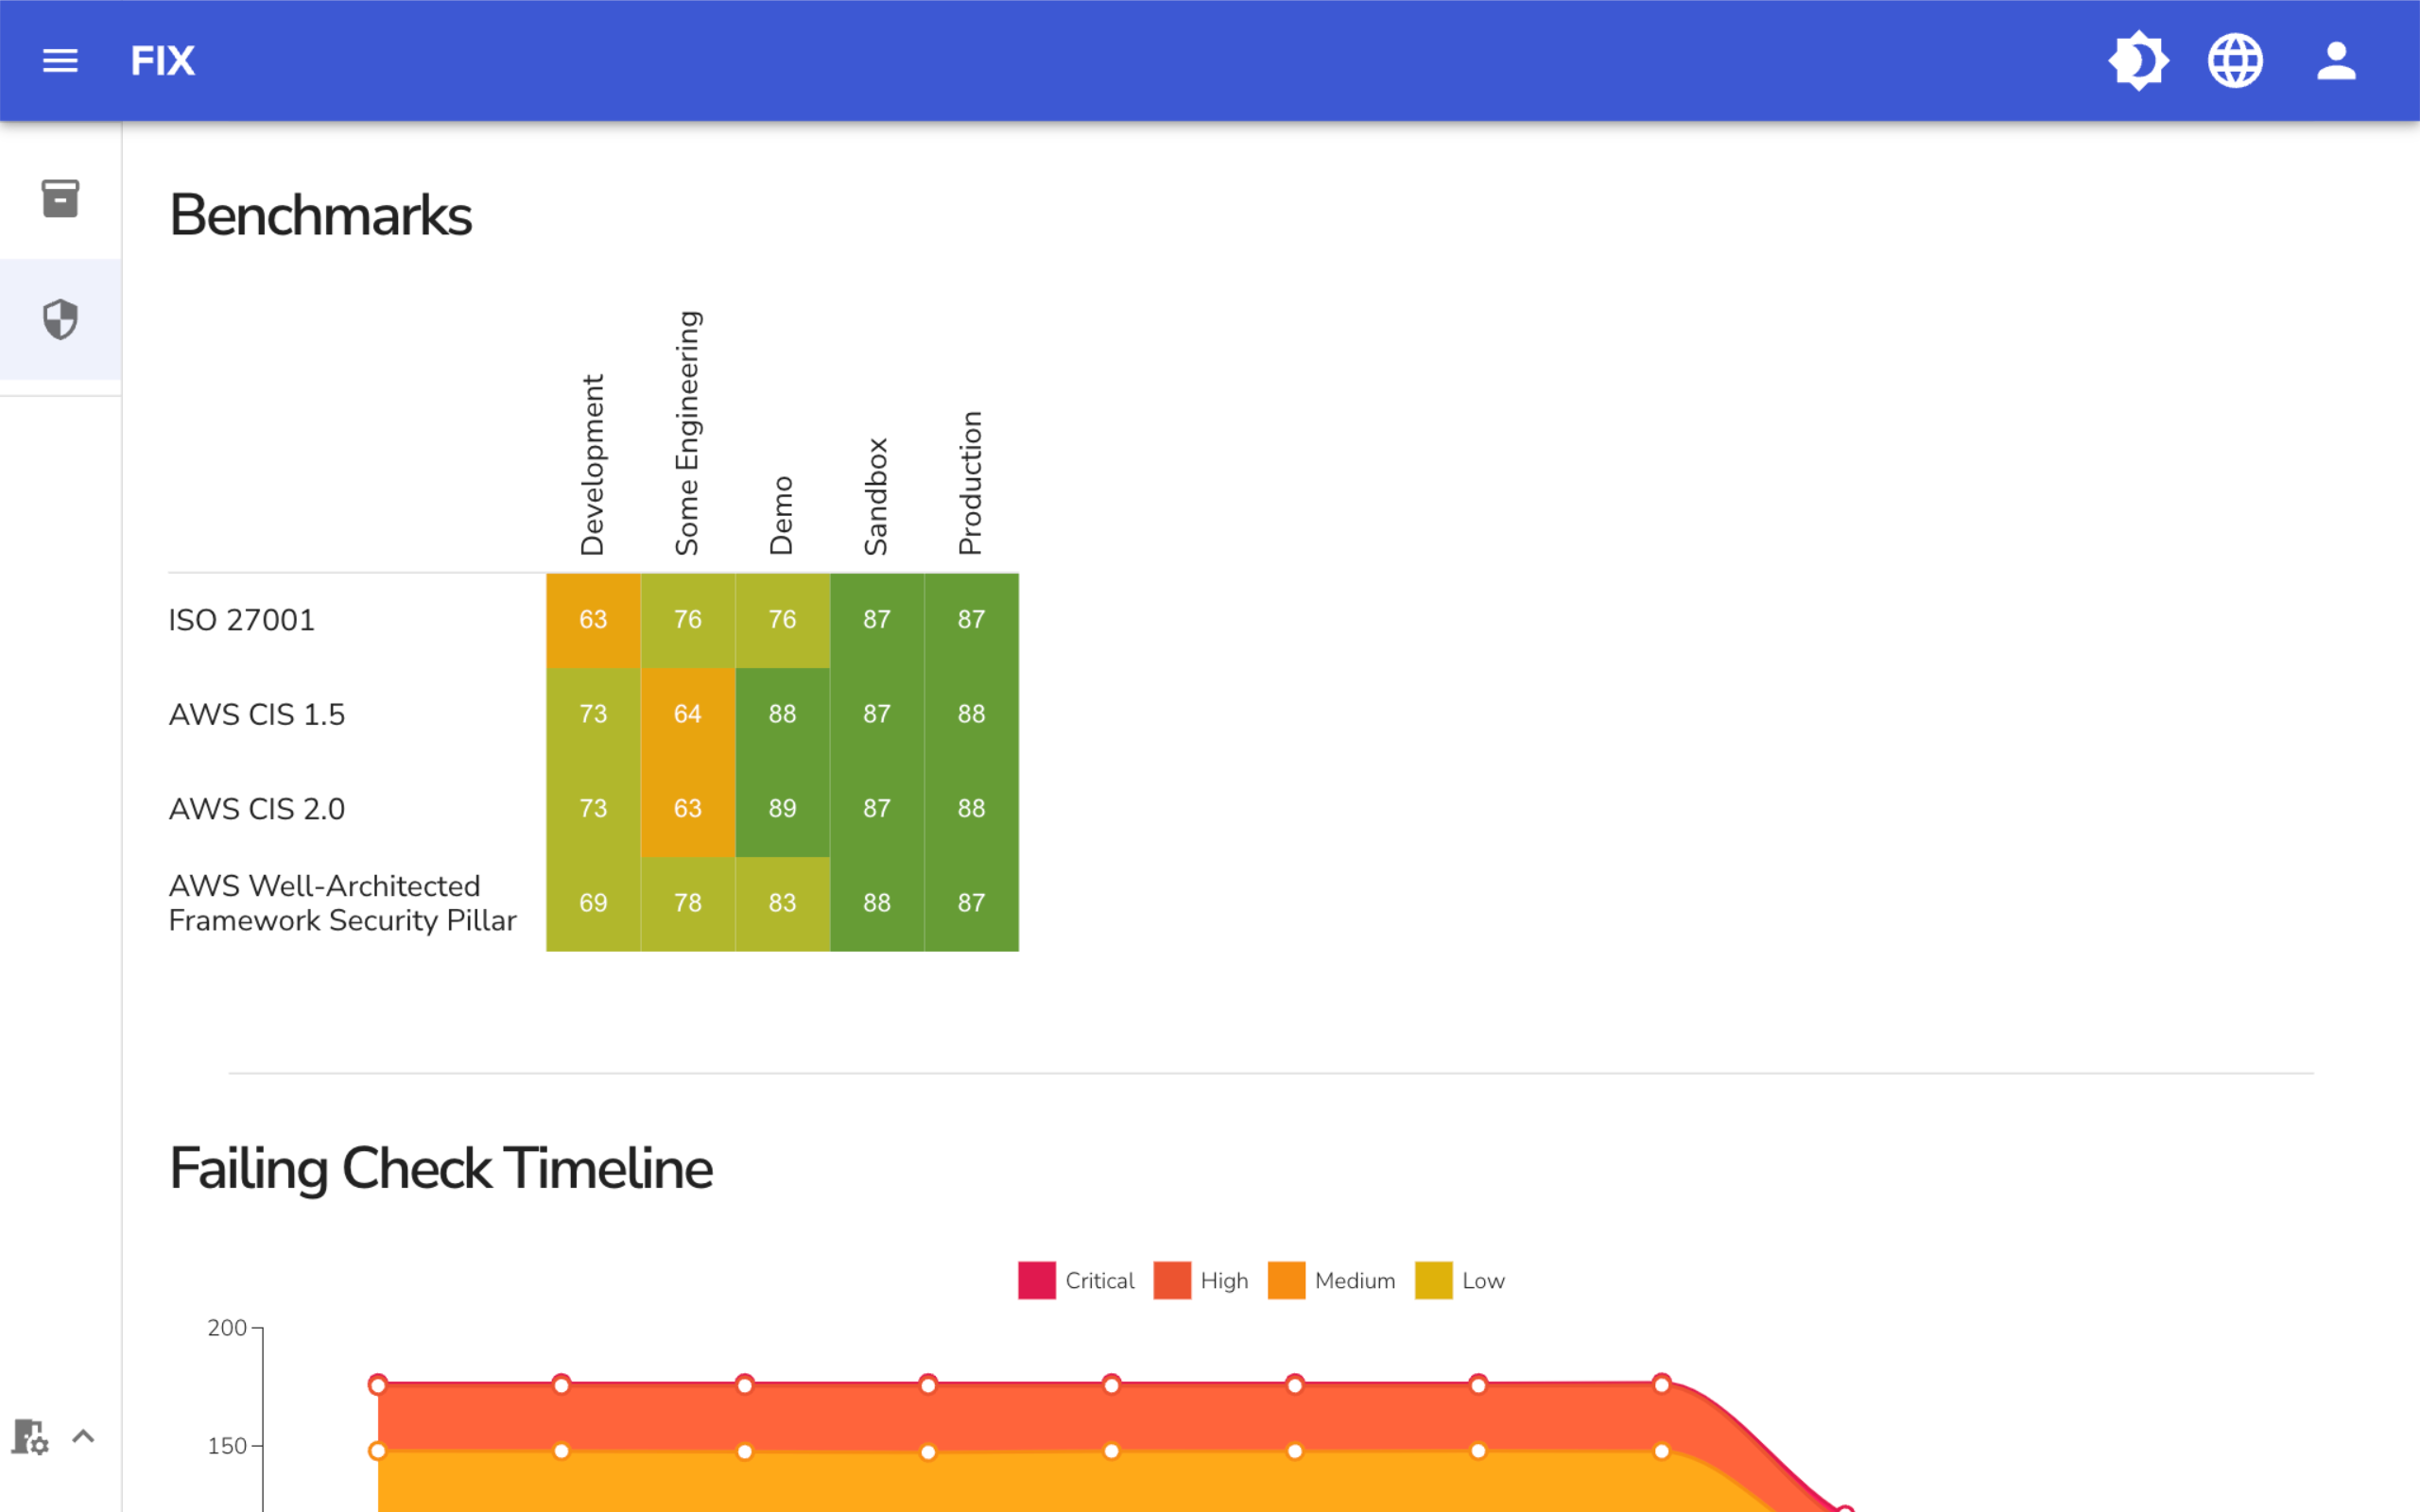 FIX
Benchmarks
Development
Some Engineering
Demo
Sandbox
Production
ISO 27001
63 76 76 87 87
AWS CIS 1.5
73 64 88 87 88
AWS CIS 2.0
73 63 89 87 88
AWS Well-Architected
Framework Security Pillar
69 78 83 88 87
Failing Check Timeline
Critical High Medium Low
200
150